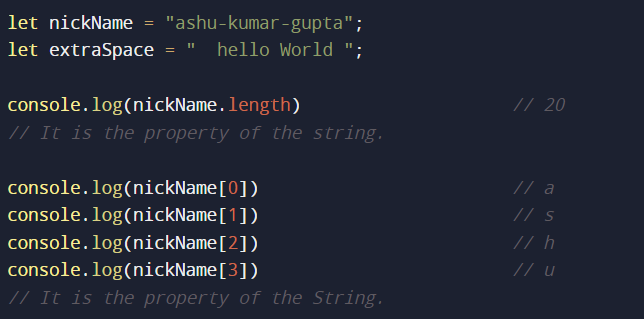 let nickName = "ashu-kumar-gupta";
let extraSpace = "  hello World ";
console.log(nickName.length) // 20
// It is the property of the string.
console.log(nickName[0]) // a
console.log(nickName[1]) // s
console.log(nickName[2]) // h
console.log(nickName[3]) // u
// It is the property of the String.